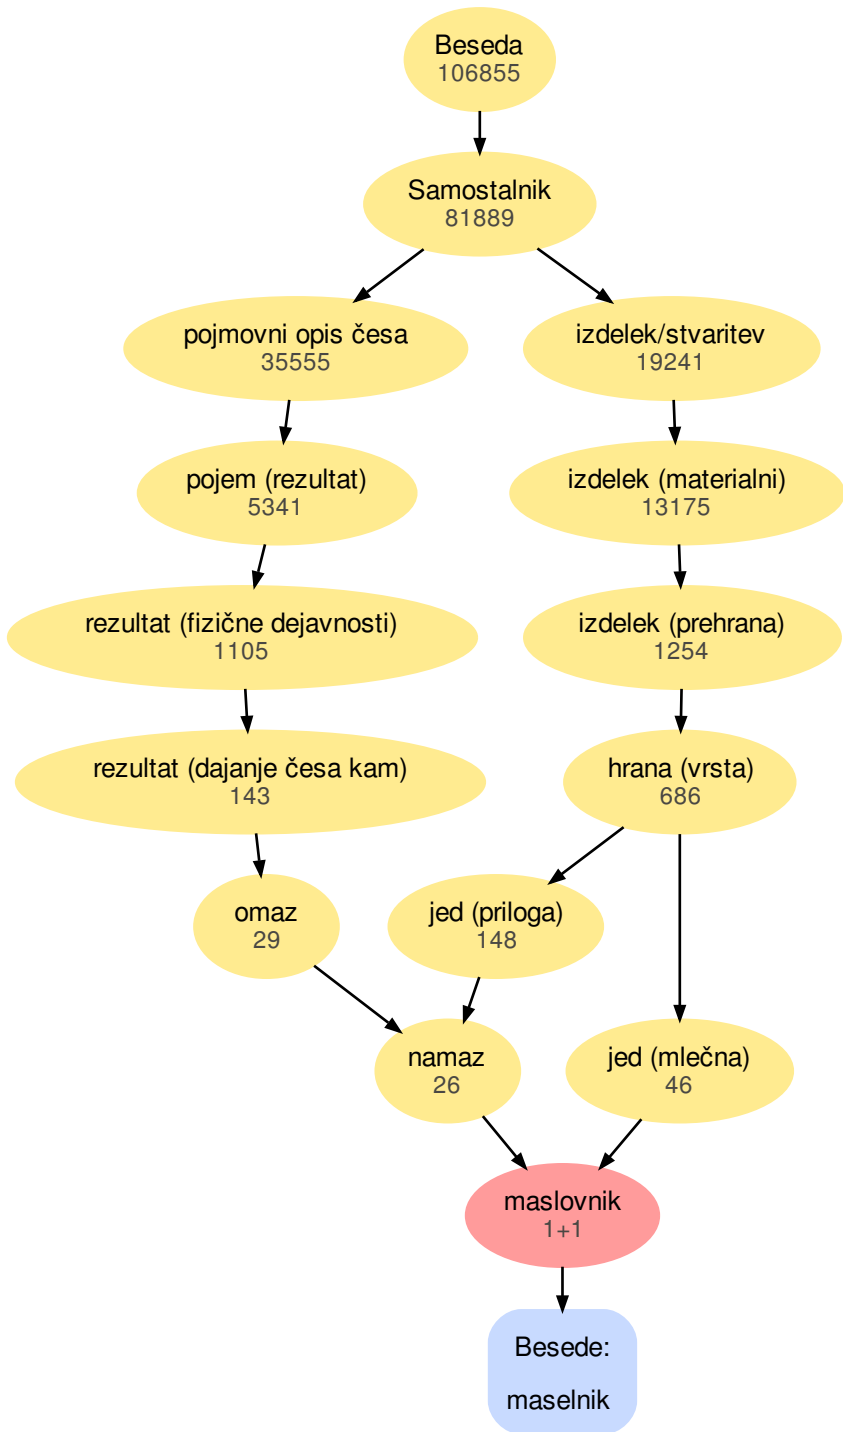 Beseda
106855
Samostalnik
81889
pojmovni opis česa
35555
izdelek/stvaritev
19241
pojem (rezultat)
5341
izdelek (materialni)
13175
rezultat (fizične dejavnosti)
1105
izdelek (prehrana)
1254
rezultat (dajanje česa kam)
143
hrana (vrsta)
686
omaz
29
jed (priloga)
148
namaz
26
jed (mlečna)
46
maslovnik
1+1
Besede:
maselnik